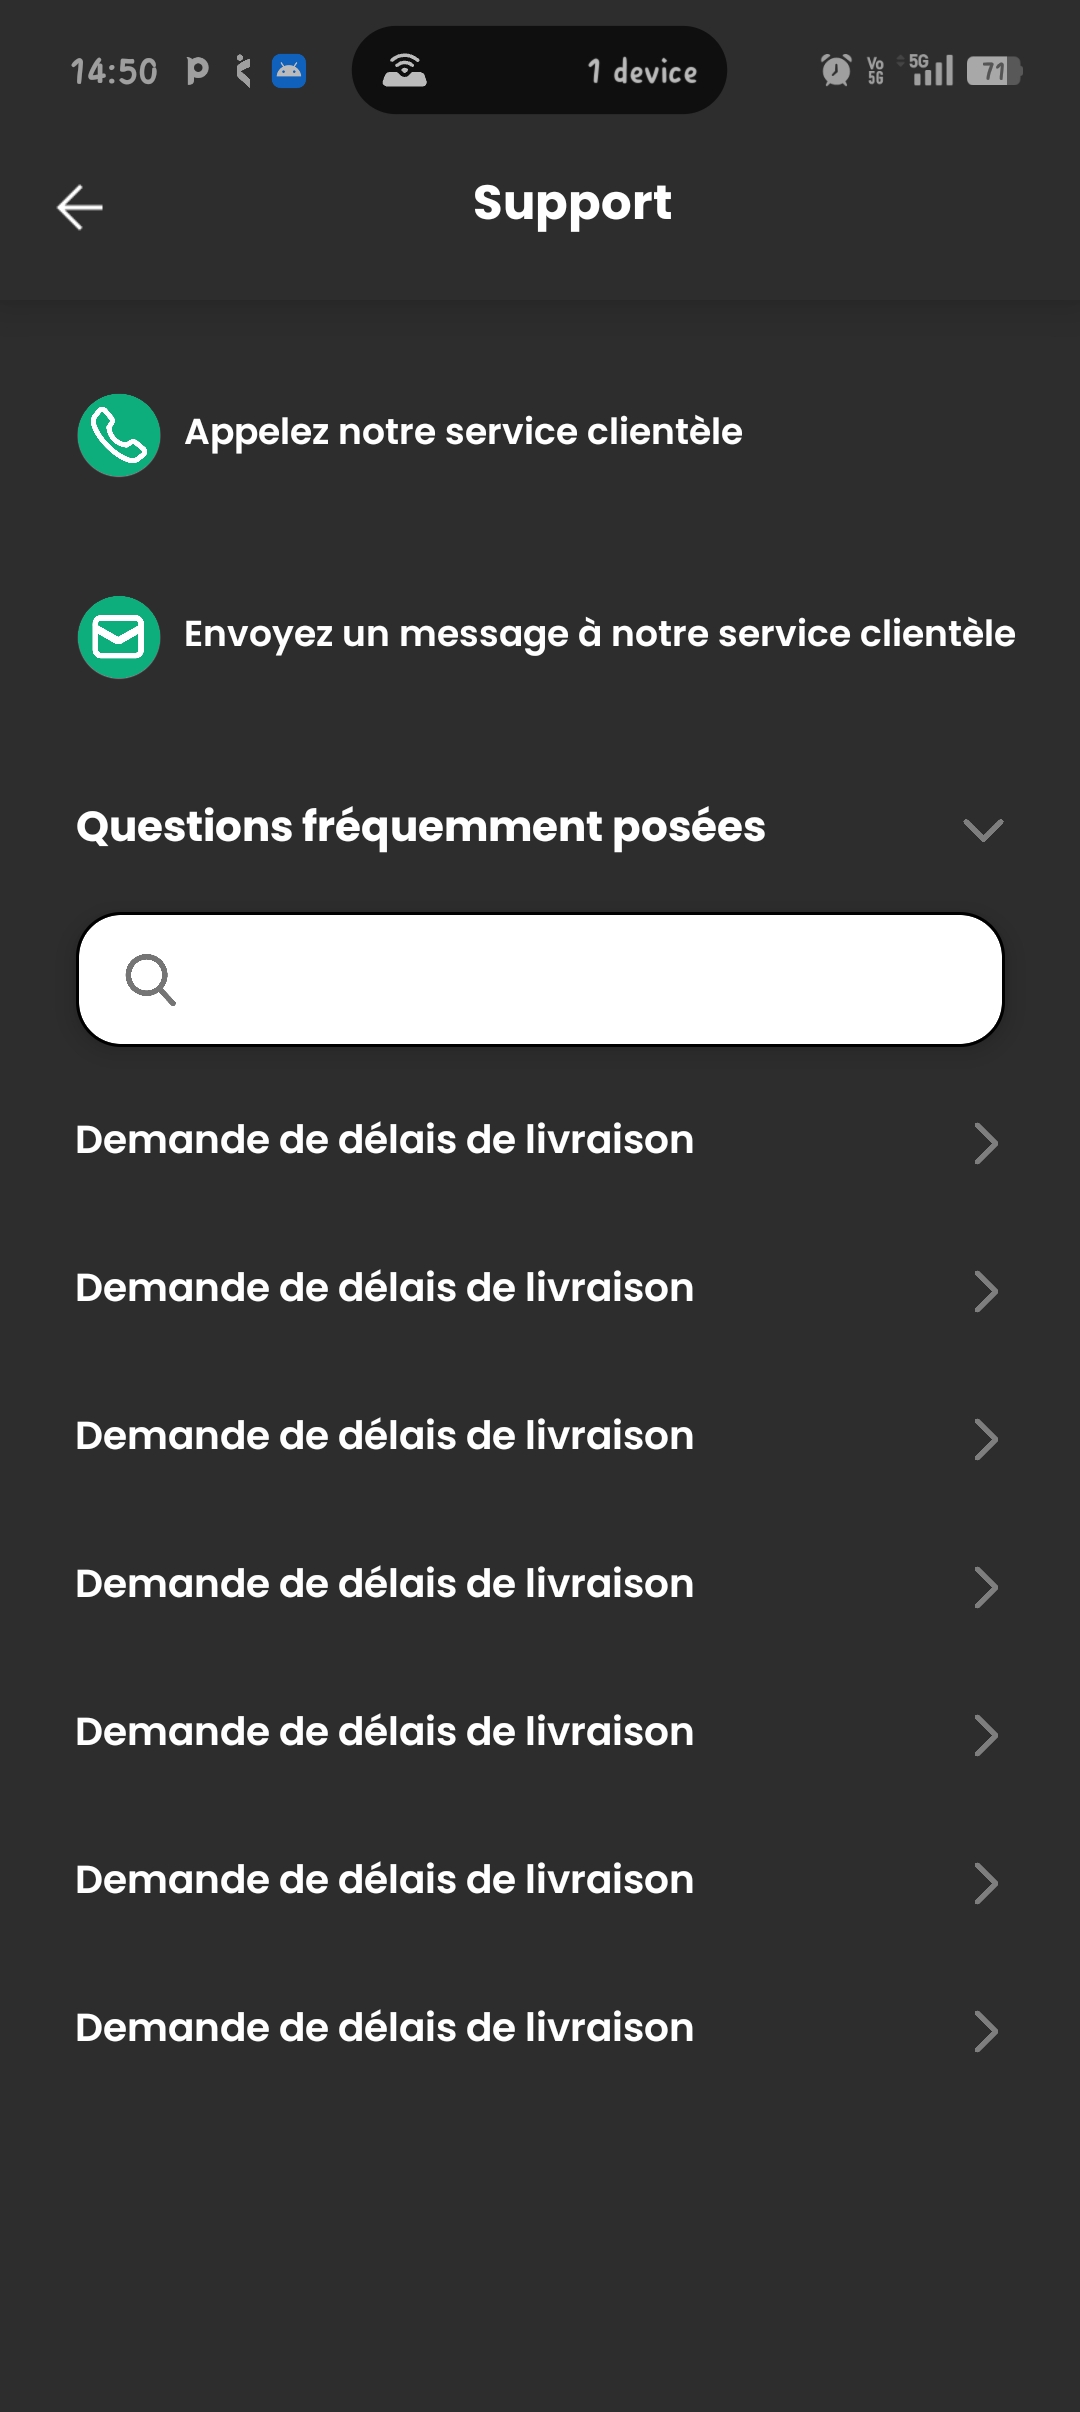 14:50
1 device
Vo
5G
5G
71
Support
Appelez notre service clientèle
Envoyez un message à notre service clientèle
Questions fréquemment posées
Demande de délais de livraison
Demande de délais de livraison
Demande de délais de livraison
Demande de délais de livraison
Demande de délais de livraison
Demande de délais de livraison
Demande de délais de livraison